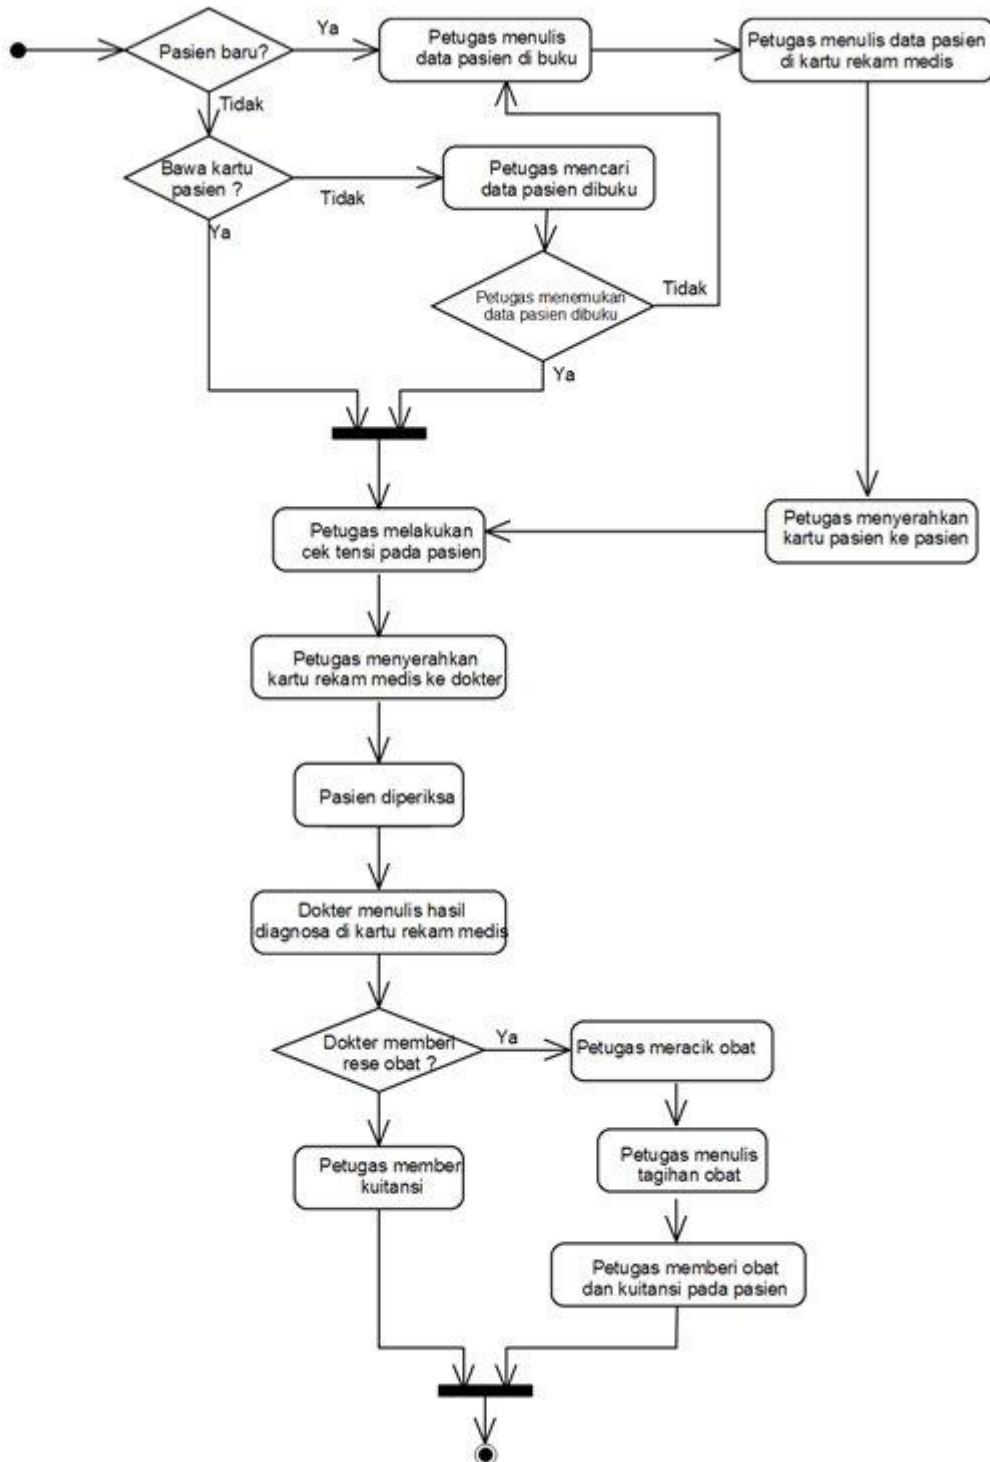 Pasien baru?
Ya
Petugas menulis
data pasien di buku
Petugas menulis data pasien
di kartu rekam medis
Tidak
Bawa kartu
pasien ?
Tidak
Petugas mencari
data pasien dibuku
Ya
Petugas menemukan
data pasien dibuku
Tidak
Ya
Petugas melakukan
cek tensi pada pasien
Petugas menyerahkan
kartu pasien ke pasien
Petugas menyerahkan
kartu rekam medis ke dokter
Pasien diperiksa
Dokter menulis hasil
diagnosa di kartu rekam medis
Dokter memberi
rese obat ?
Ya
Petugas meracik obat
Petugas member
kuitansi
Petugas menulis
tagihan obat
Petugas memberi obat
dan kuitansi pada pasien